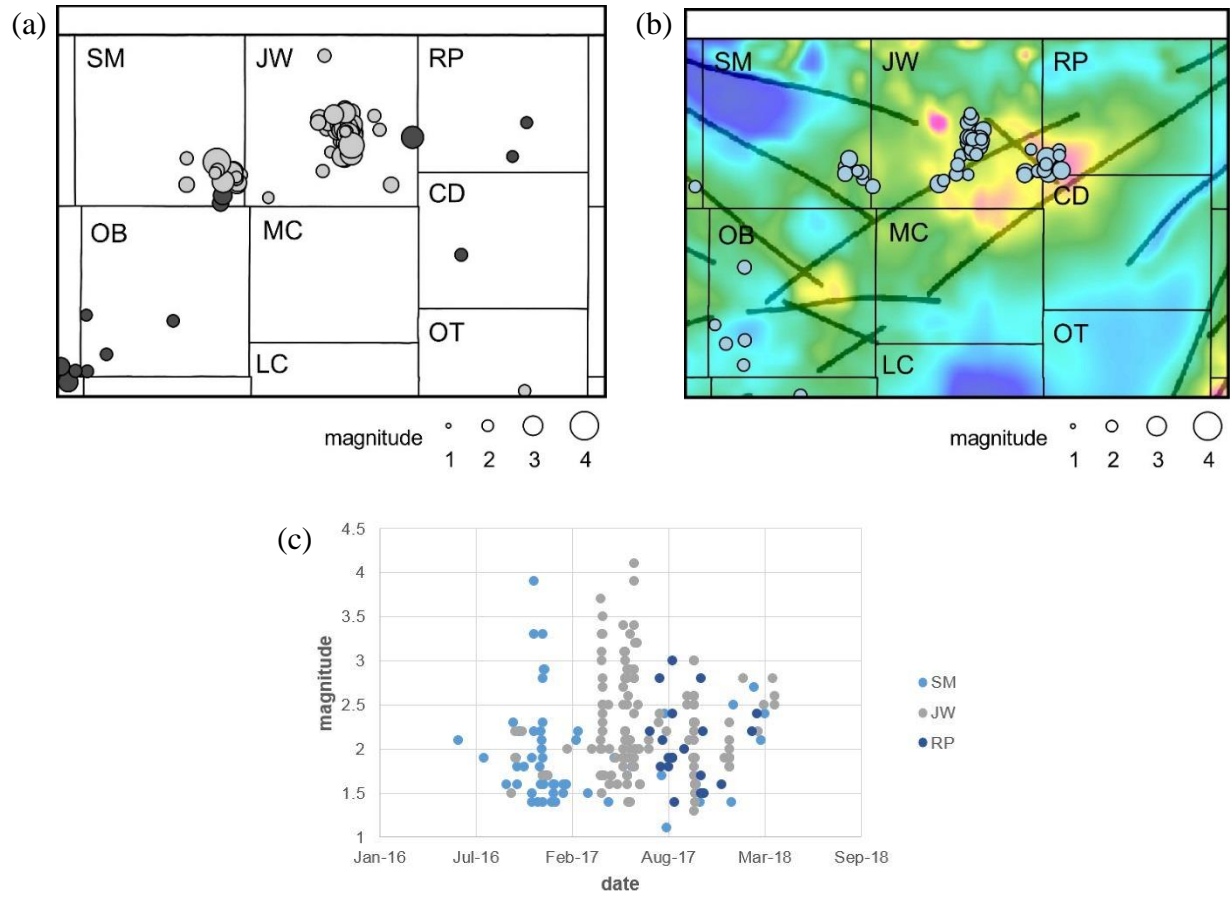 (a)
SM
JW
RP
CD
OB
MC
OT
LC
magnitude
1 2 3 4
(b)
SM
JW
RP
CD
OB
MC
OT
LC
magnitude
1 2 3 4
(c)
4.5
4
3.5
3
2.5
2
1.5
1
magnitude
Jan-16 Jul-16 Feb-17 Aug-17 Mar-18 Sep-18
date
SM
JW
RP